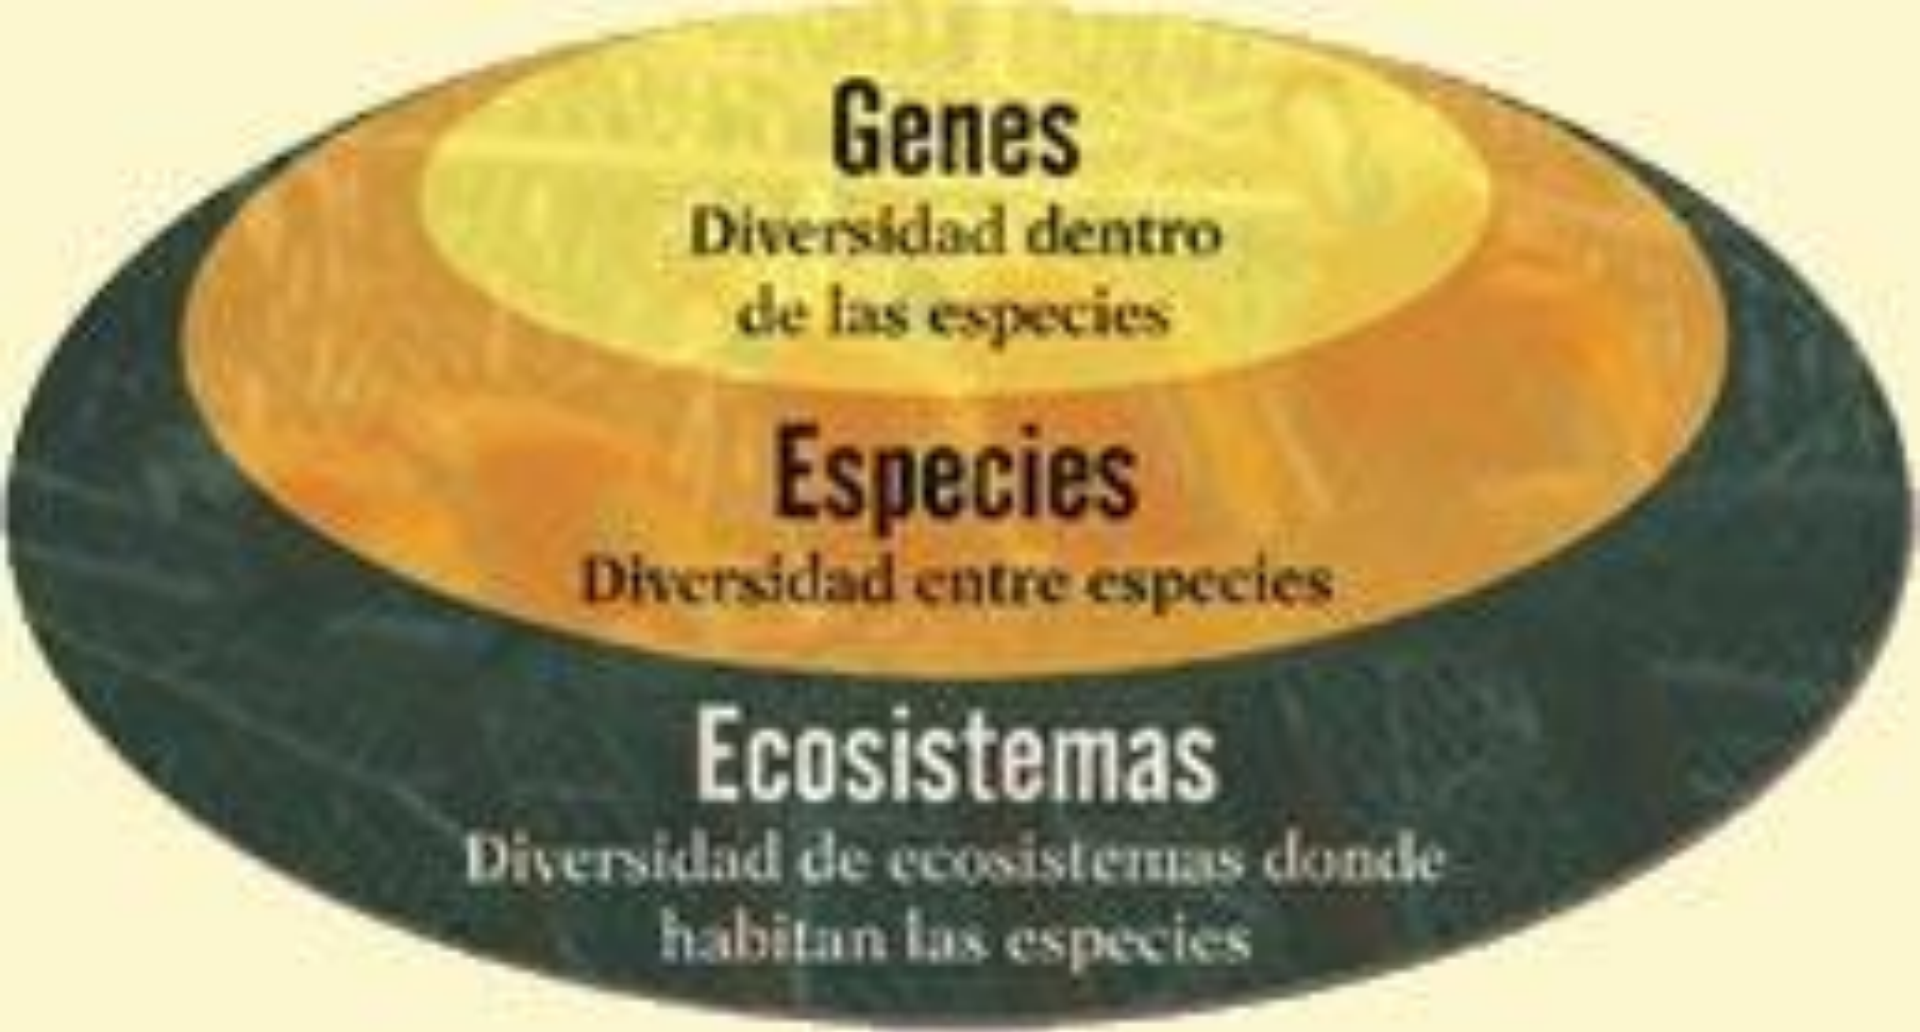 Genes
Diversidad dentro
de las especies
Especies
Diversidad entre especies
Ecosistemas
Diversidad de ecosistemas donde
habitan las especies